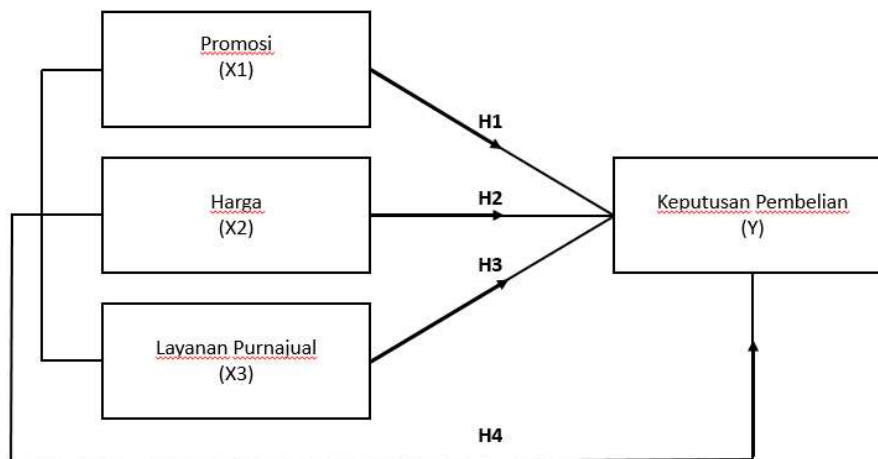 Promosi
(X1)
H1
Harga
(X2)
H2
Keputusan Pembelian
(Y)
H3
Layanan Purnajual
(X3)
H4